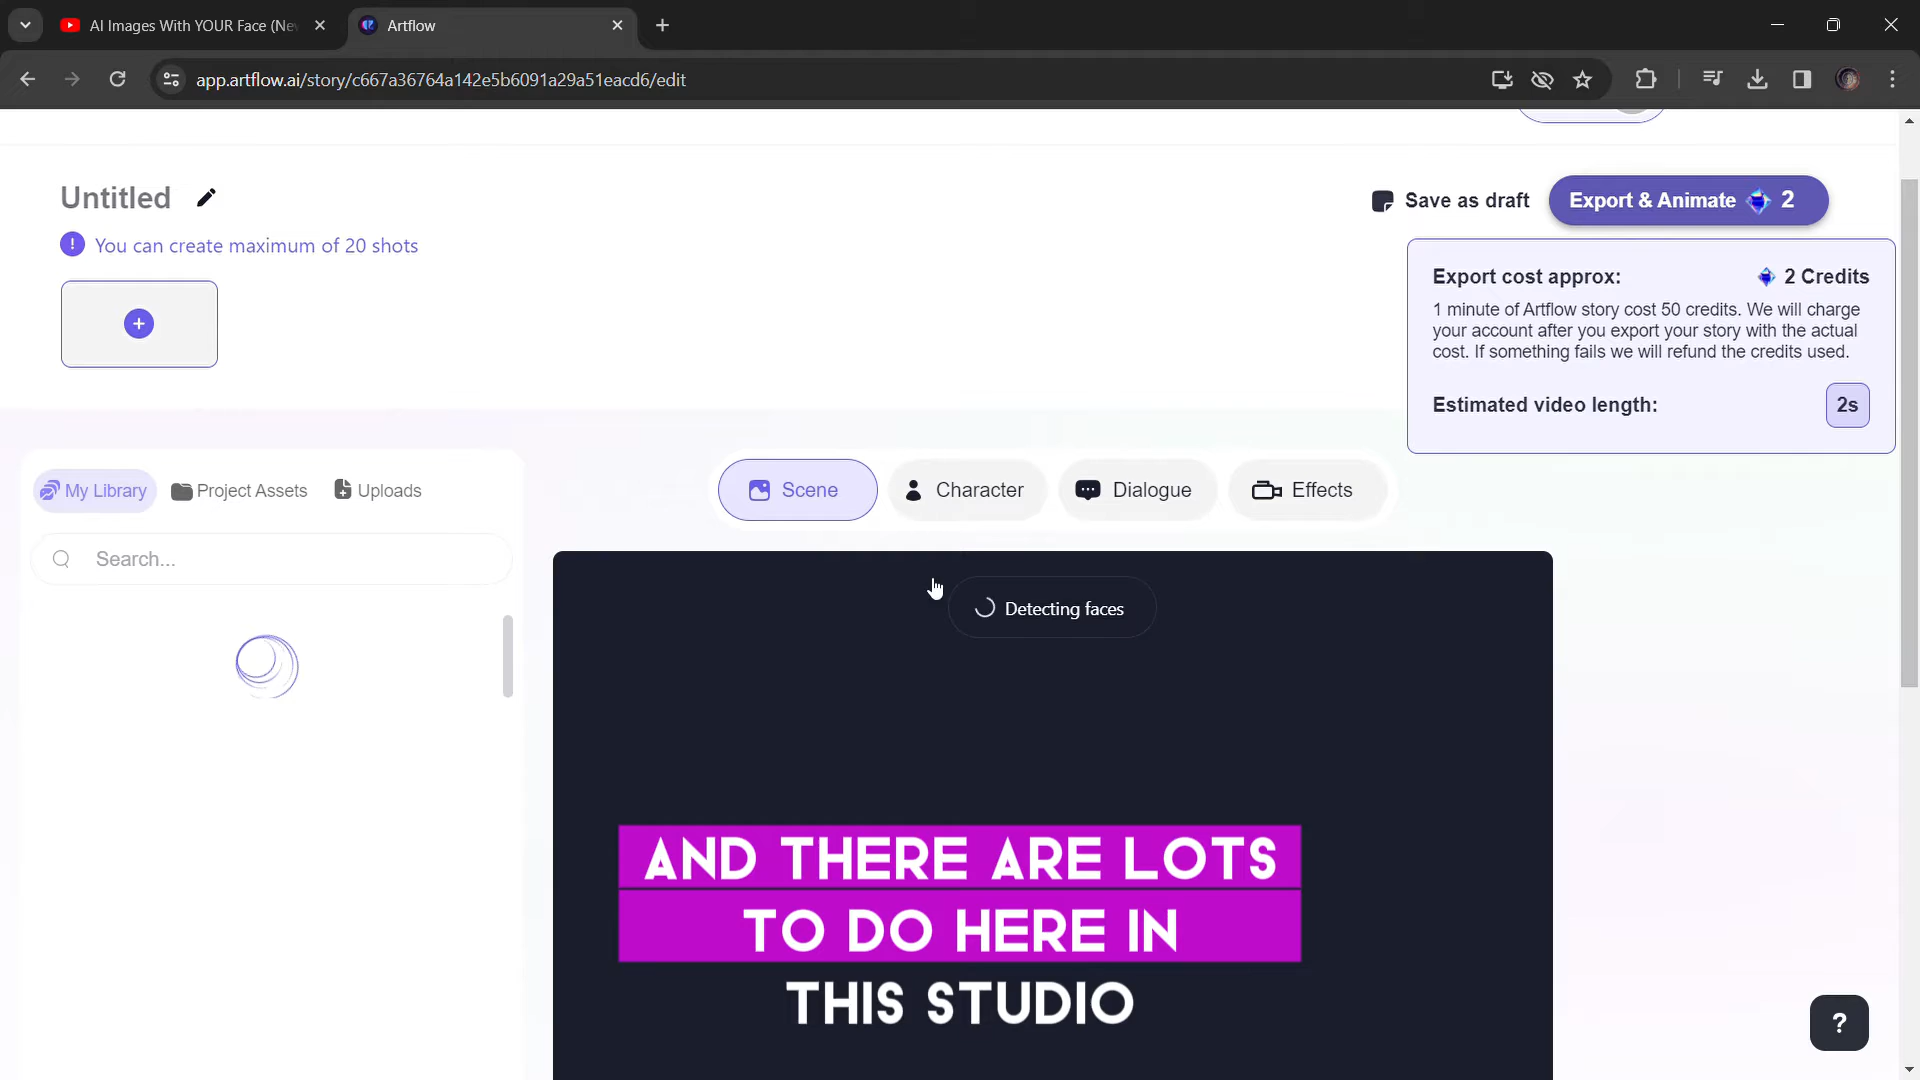 AI Images With YOUR Face (Ne
Artflow
app.artflow.ai/story/c667a36764a142e5b6091a29a51eacd6/edit
Untitled
Save as draft
Export & Animate 2
! You can create maximum of 20 shots
+
Export cost approx: 2 Credits
1 minute of Artflow story cost 50 credits. We will charge
your account after you export your story with the actual
cost. If something fails we will refund the credits used.
Estimated video length: 2s
My Library Project Assets Uploads
Scene Character Dialogue Effects
Search...
Detecting faces
AND THERE ARE LOTS
TO DO HERE IN
THIS STUDIO
?